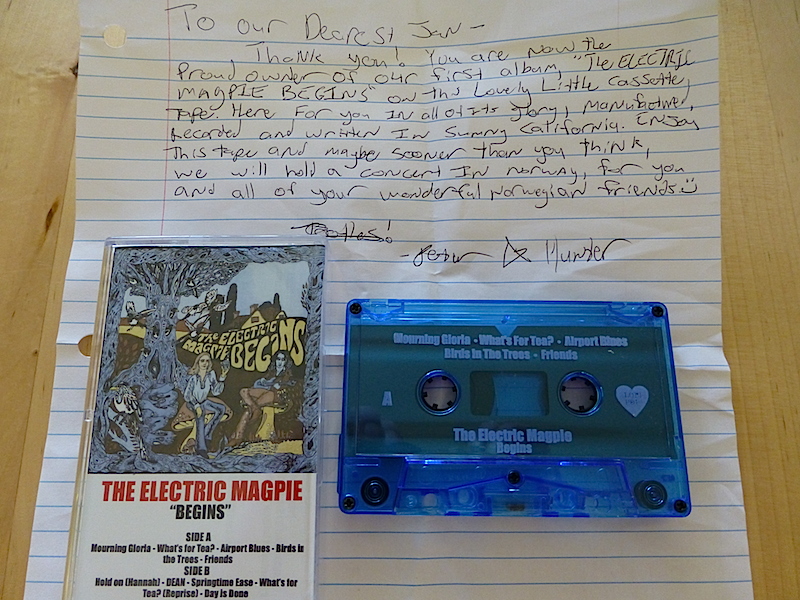 To our Dearest Jan -
Thank you! You are now the
proud owner of our first album, "The ELECTRIC
MAGPIE BEGINS" on this Lovely Little Cassette
Tape. Here For you In all of its Glory, Manufactured,
Recorded and written In Sunny California. Enjoy
This tape and maybe sooner than you think,
we will hold a concert In norway, for you
and all of your wonderful norwegian friends
Tootles!
- & Hunter
THE ELECTRIC
MAGPIE BEGINS
THE ELECTRIC MAGPIE
"BEGINS"
SIDE A
Mourning Gloria - What's for Tea? - Airport Blues - Birds in
the Trees - Friends
SIDE B
Hold on (Hannah) - DEAN - Springtime Ease - What's for
Tea? (Reprise) - Day is Done
Mourning Gloria - What's For Tea? - Airport Blues
Birds In The Trees - Friends
A
The Electric Magpie
Begins